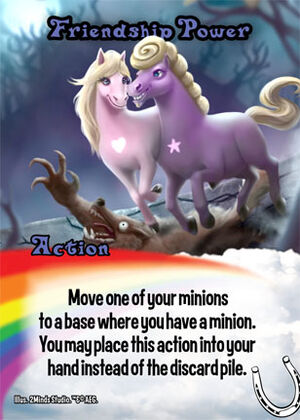 Friendship Power
Action
Move one of your minions
to a base where you have a minion.
You may place this action into your
hand instead of the discard pile.
Illus. 2Minds Studio. ™© AEG.